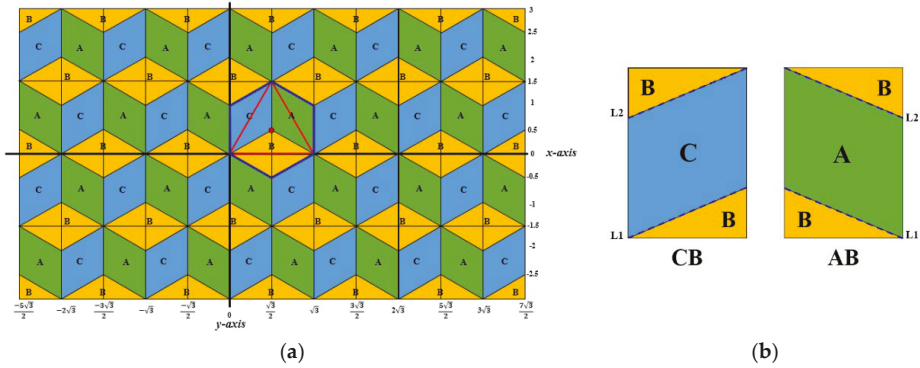 B B B B B B B 3
C A C A C A C A C A C A 2.5
2
B B B B B B 1.5
A C A C A C A C A C A C 1
0.5
B B B B B B B 0 x-axis
C A C A C A C A C A C A -0.5
-1
B B B B B B -1.5
A C A C A C A C A C A C -2
-2.5
B B B B B B B
−5√3/2 −2√3 −3√3/2 −√3 0 √3/2 √3 3√3/2 2√3 5√3/2 3√3 7√3/2
y-axis
(a)
B B
L2 L2
C A
B B
L1 L1
CB AB
(b)